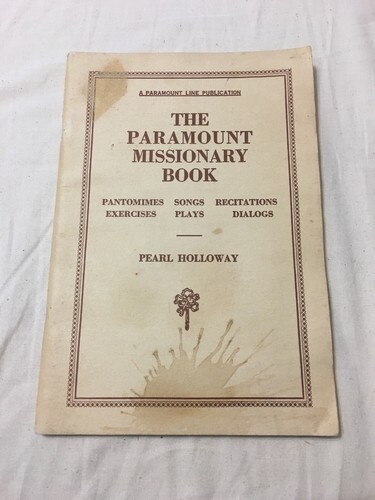 A PARAMOUNT LINE PUBLICATION
THE
PARAMOUNT
MISSIONARY
BOOK
PANTOMIMES SONGS RECITATIONS
EXERCISES PLAYS DIALOGS
PEARL HOLLOWAY